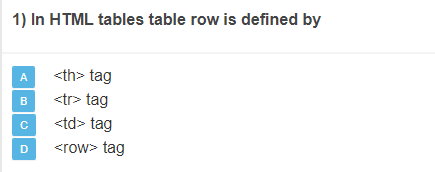 1) In HTML tables table row is defined by
A <th> tag
B <tr> tag
C <td> tag
D <row> tag